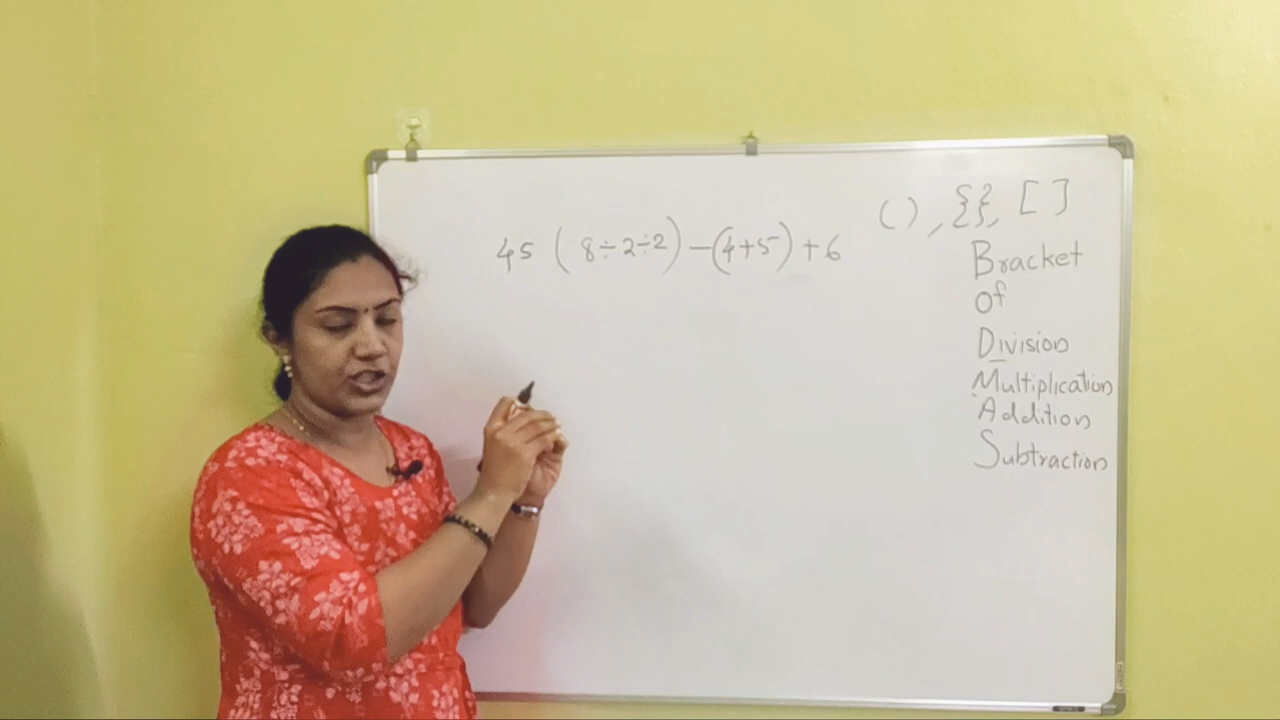 ( ) , { }, [ ]
45 ( 8 ÷ 2 ÷ 2 ) − (4+5) + 6
Bracket
Of
Division
Multiplication
Addition
Subtraction